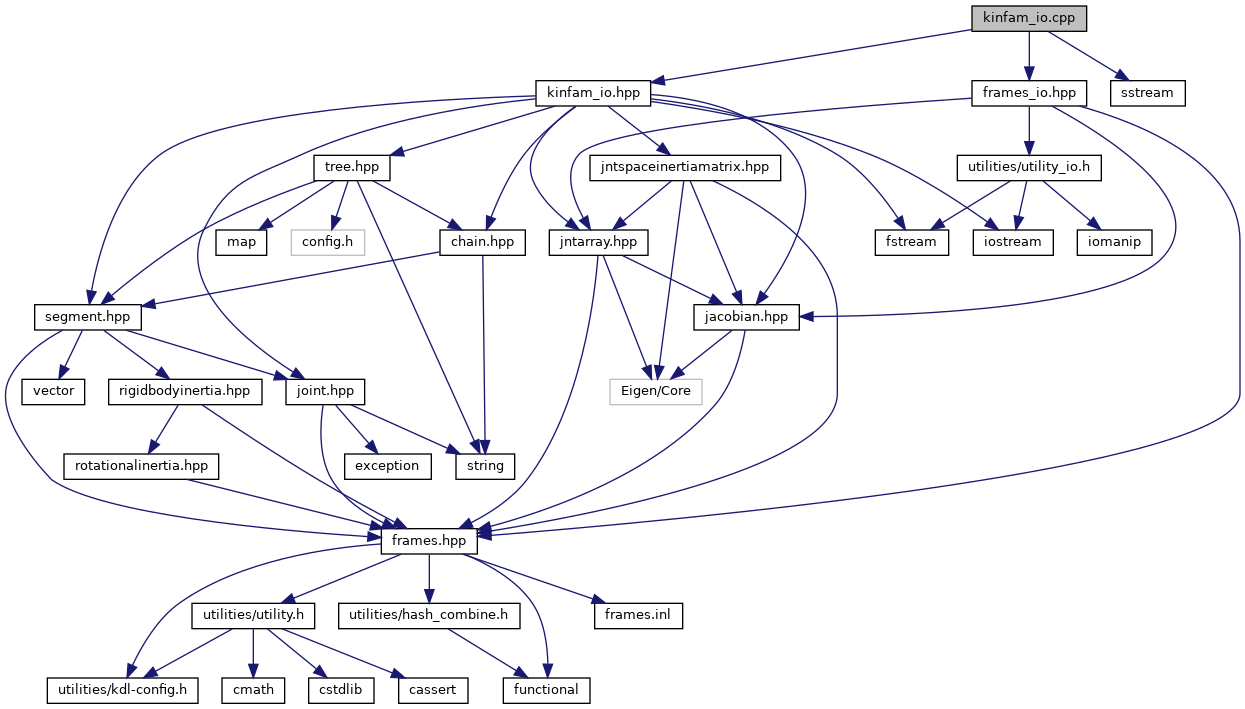 kinfam_io.cpp
kinfam_io.hpp
frames_io.hpp
sstream
tree.hpp
jntspaceinertiamatrix.hpp
utilities/utility_io.h
map
config.h
chain.hpp
jntarray.hpp
fstream
iostream
iomanip
segment.hpp
jacobian.hpp
vector
rigidbodyinertia.hpp
joint.hpp
Eigen/Core
rotationalinertia.hpp
exception
string
frames.hpp
utilities/utility.h
utilities/hash_combine.h
frames.inl
utilities/kdl-config.h
cmath
cstdlib
cassert
functional